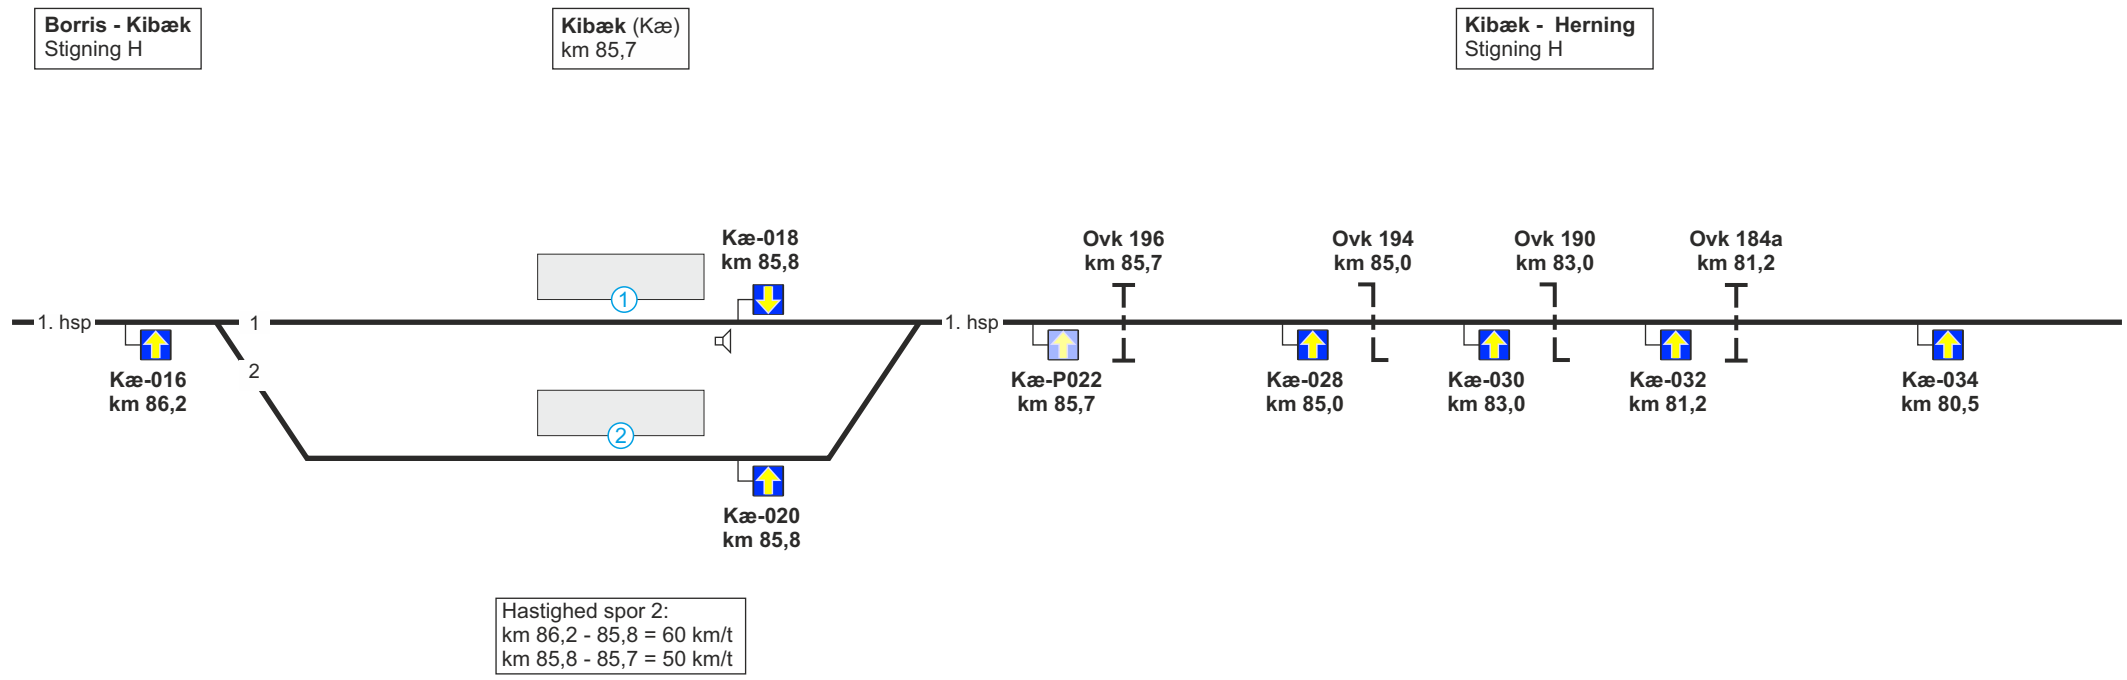 Borris - Kibæk
Stigning H
Kibæk (Kæ)
km 85,7
Kibæk - Herning
Stigning H
Kæ-018
km 85,8
Ovk 196
km 85,7
Ovk 194
km 85,0
Ovk 190
km 83,0
Ovk 184a
km 81,2
1
1. hsp
1
1. hsp
2
Kæ-016
km 86,2
Kæ-P022
km 85,7
Kæ-028
km 85,0
Kæ-030
km 83,0
Kæ-032
km 81,2
Kæ-034
km 80,5
2
Kæ-020
km 85,8
Hastighed spor 2:
km 86,2 - 85,8 = 60 km/t
km 85,8 - 85,7 = 50 km/t